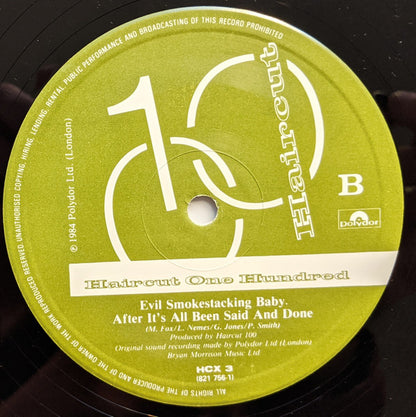 ALL RIGHTS OF THE PRODUCER AND OF THE OWNER OF THE WORK REPRODUCED RESERVED. UNAUTHORISED COPYING, HIRING, LENDING, RENTAL, PUBLIC PERFORMANCE AND BROADCASTING OF THIS RECORD PROHIBITED
100
Haircut
℗ 1984 Polydor Ltd. (London)
B
Polydor
Haircut One Hundred
Evil Smokestacking Baby.
After It's All Been Said And Done
(M. Fox/L. Nemes/G. Jones/P. Smith)
Produced by Haircut 100
Original sound recording made by Polydor Ltd (London)
Bryan Morrison Music Ltd
HCX 3
(821 756-1)